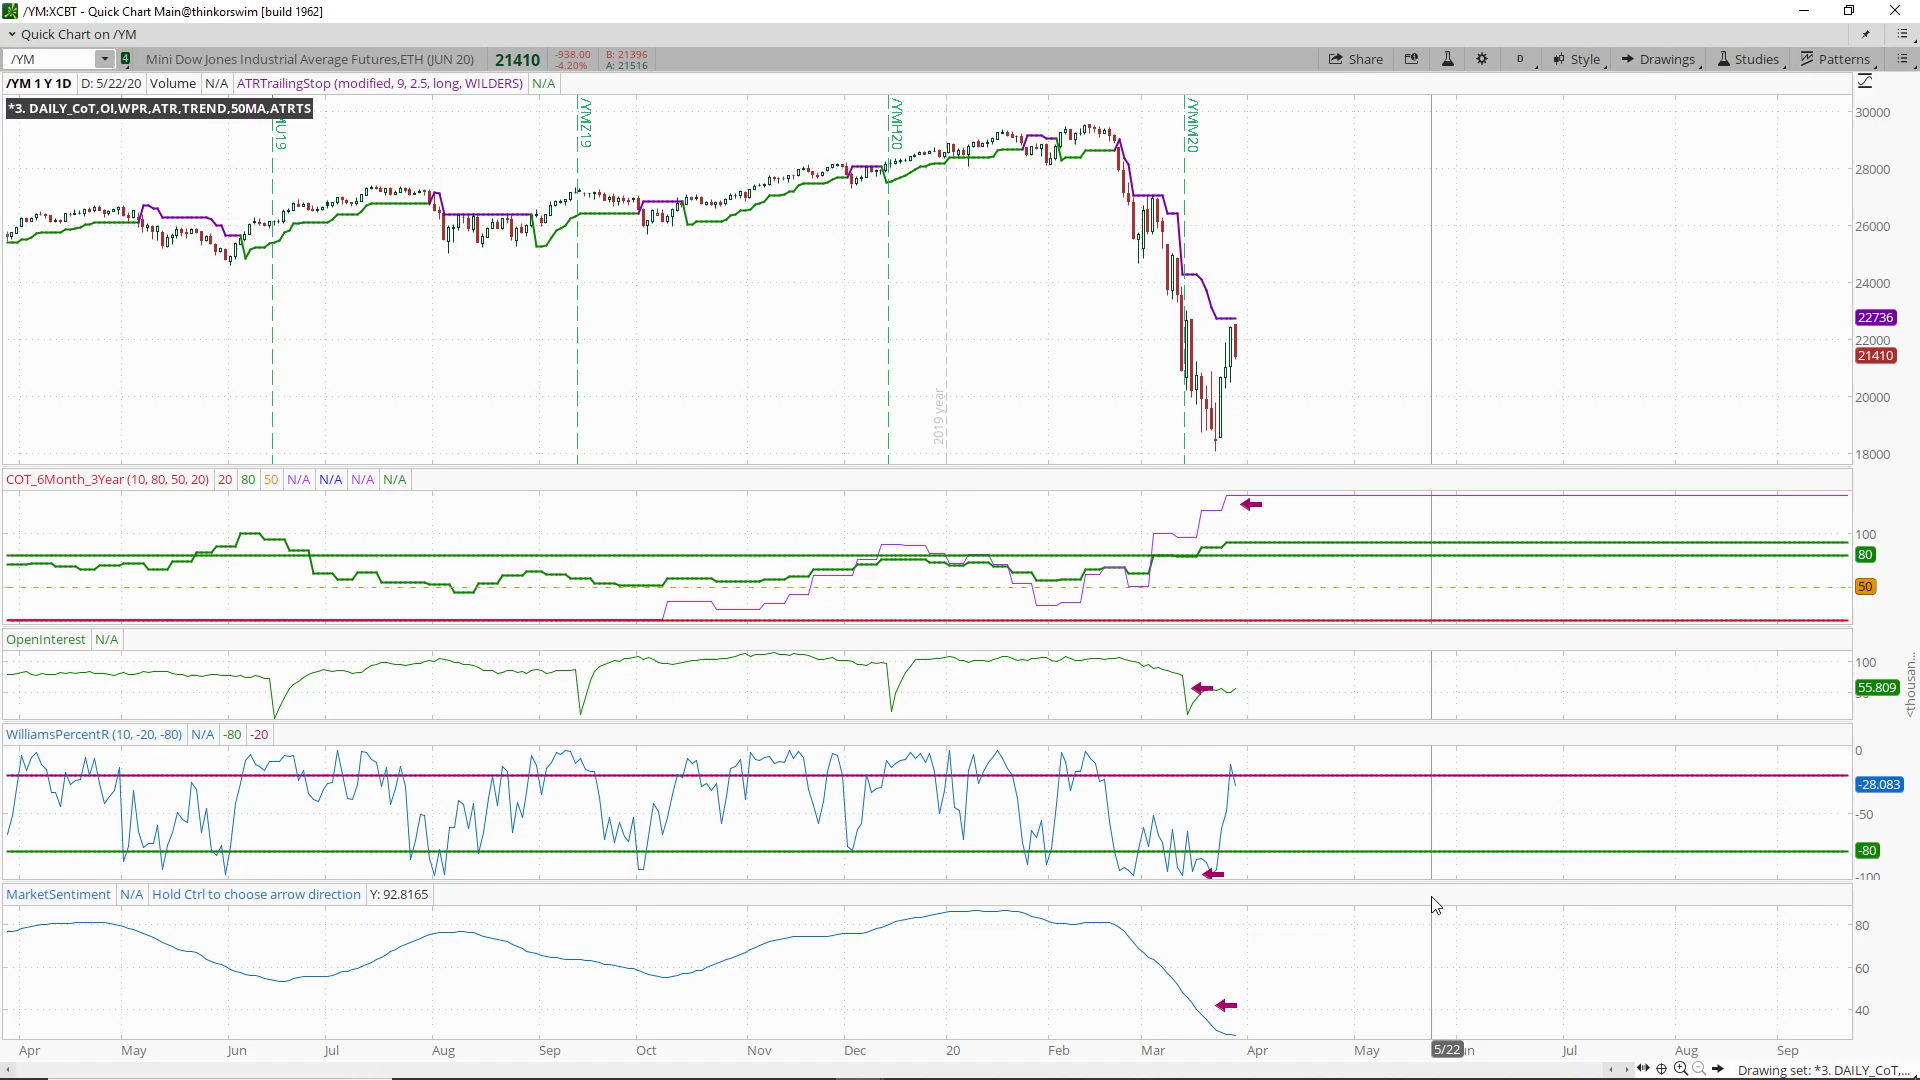 /YM:XCBT - Quick Chart Main@thinkorswim [build 1962]
Quick Chart on /YM
/YM 4 Mini Dow Jones Industrial Average Futures,ETH (JUN 20) 21410 -938.00 -4.20% B: 21396 A: 21516 Share D Style Drawings Studies Patterns
/YM 1 Y 1D D: 5/22/20 Volume N/A ATRTrailingStop (modified, 9, 2.5, long, WILDERS) N/A
*3. DAILY_CoT,OI,WPR,ATR,TREND,50MA,ATRTS
/YMZ19
/YMH20
/YMM20
2019 year
30000
28000
26000
24000
22736
22000
21410
20000
18000
COT_6Month_3Year (10, 80, 50, 20) 20 80 50 N/A N/A N/A N/A
100
80
50
OpenInterest N/A
100
55.809
<thousan...
WilliamsPercentR (10, -20, -80) N/A -80 -20
0
-28.083
-50
-80
-100
MarketSentiment N/A Hold Ctrl to choose arrow direction Y: 92.8165
80
60
40
Apr May Jun Jul Aug Sep Oct Nov Dec 20 Feb Mar Apr May 5/22 Jul Aug Sep
Drawing set: *3. DAILY_CoT,...